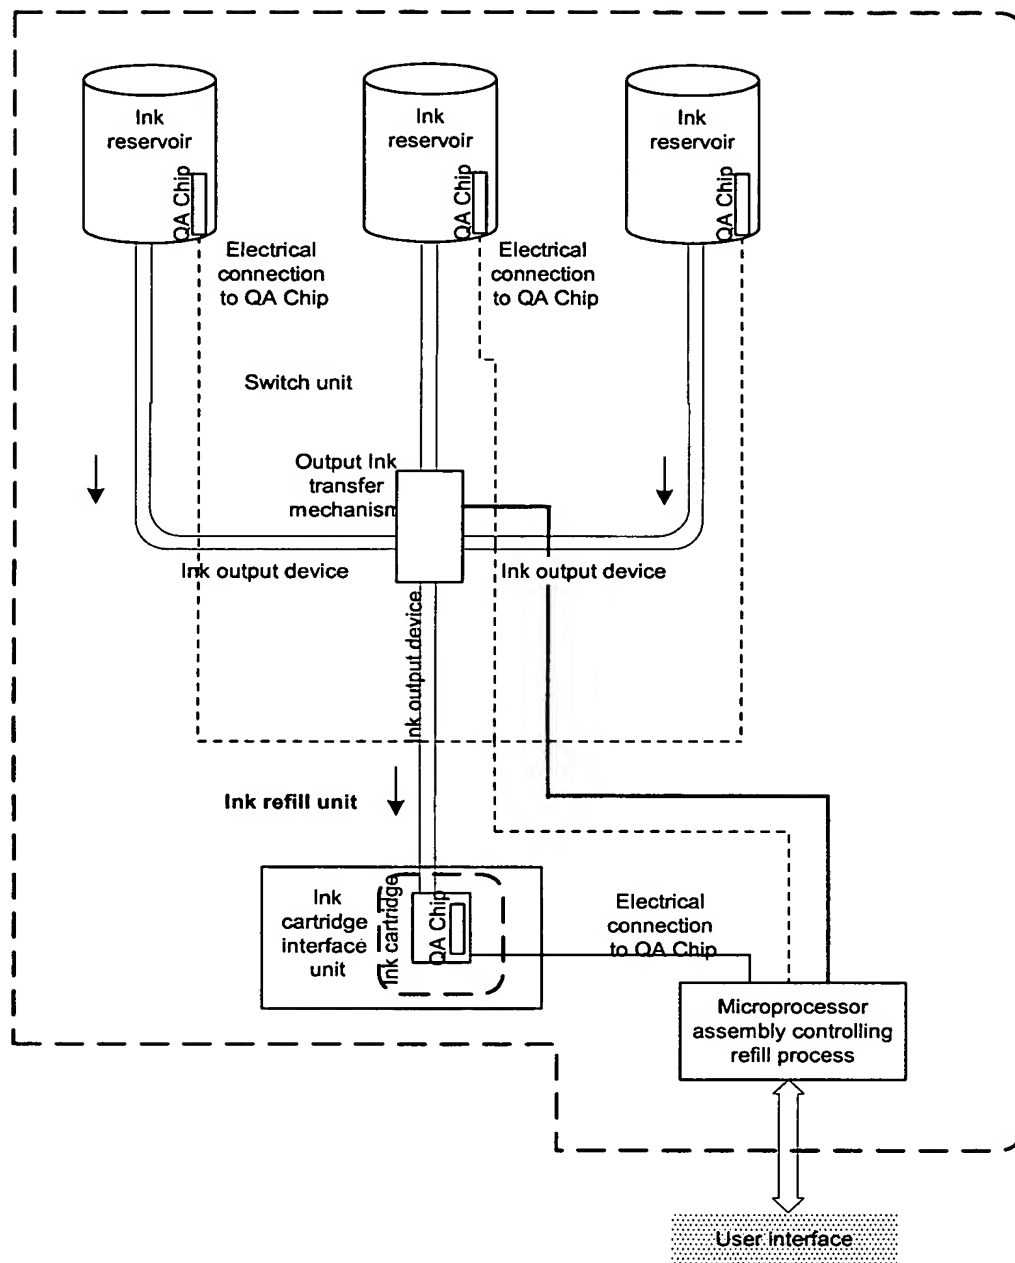 Ink
reservoir
QA Chip
Ink
reservoir
QA Chip
Ink
reservoir
QA Chip
Electrical
connection
to QA Chip
Electrical
connection
to QA Chip
Switch unit
Output Ink
transfer
mechanism
Ink output device
Ink output device
Ink output device
Ink refill unit
Ink
cartridge
interface
unit
Ink cartridge
QA Chip
Electrical
connection
to QA Chip
Microprocessor
assembly controlling
refill process
User interface